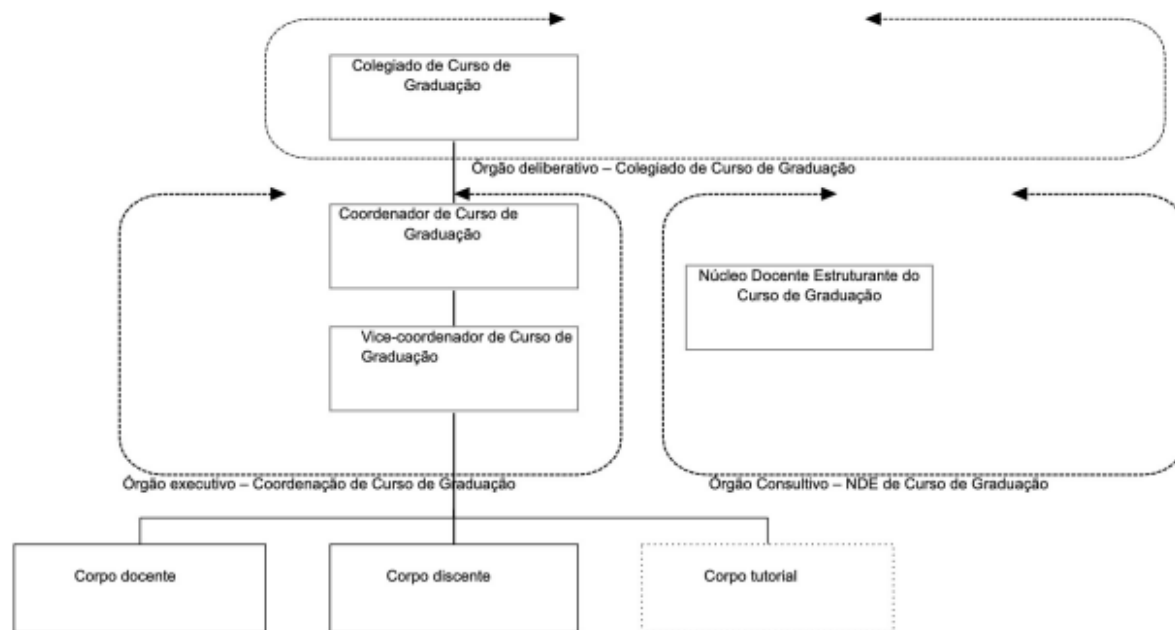 Colegiado de Curso de
Graduação
Órgão deliberativo – Colegiado de Curso de Graduação
Coordenador de Curso de
Graduação
Núcleo Docente Estruturante do
Curso de Graduação
Vice-coordenador de Curso de
Graduação
Órgão executivo – Coordenação de Curso de Graduação
Órgão Consultivo – NDE de Curso de Graduação
Corpo docente
Corpo discente
Corpo tutorial